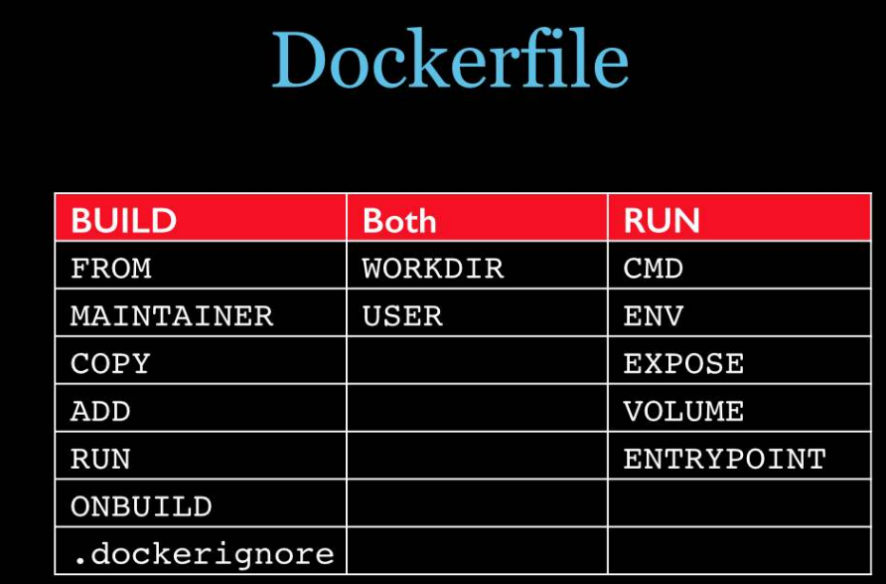 Dockerfile
BUILD Both RUN
FROM WORKDIR CMD
MAINTAINER USER ENV
COPY EXPOSE
ADD VOLUME
RUN ENTRYPOINT
ONBUILD
.dockerignore